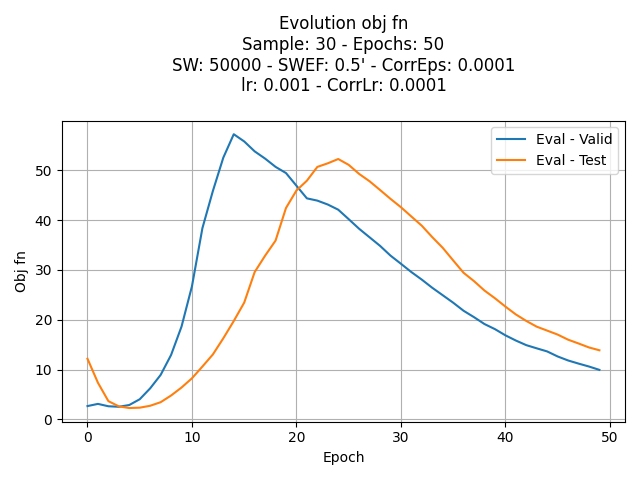 Evolution obj fn
Sample: 30 - Epochs: 50
SW: 50000 - SWEF: 0.5' - CorrEps: 0.0001
lr: 0.001 - CorrLr: 0.0001
Eval - Valid
Eval - Test
Obj fn
50
40
30
20
10
0
0 10 20 30 40 50
Epoch